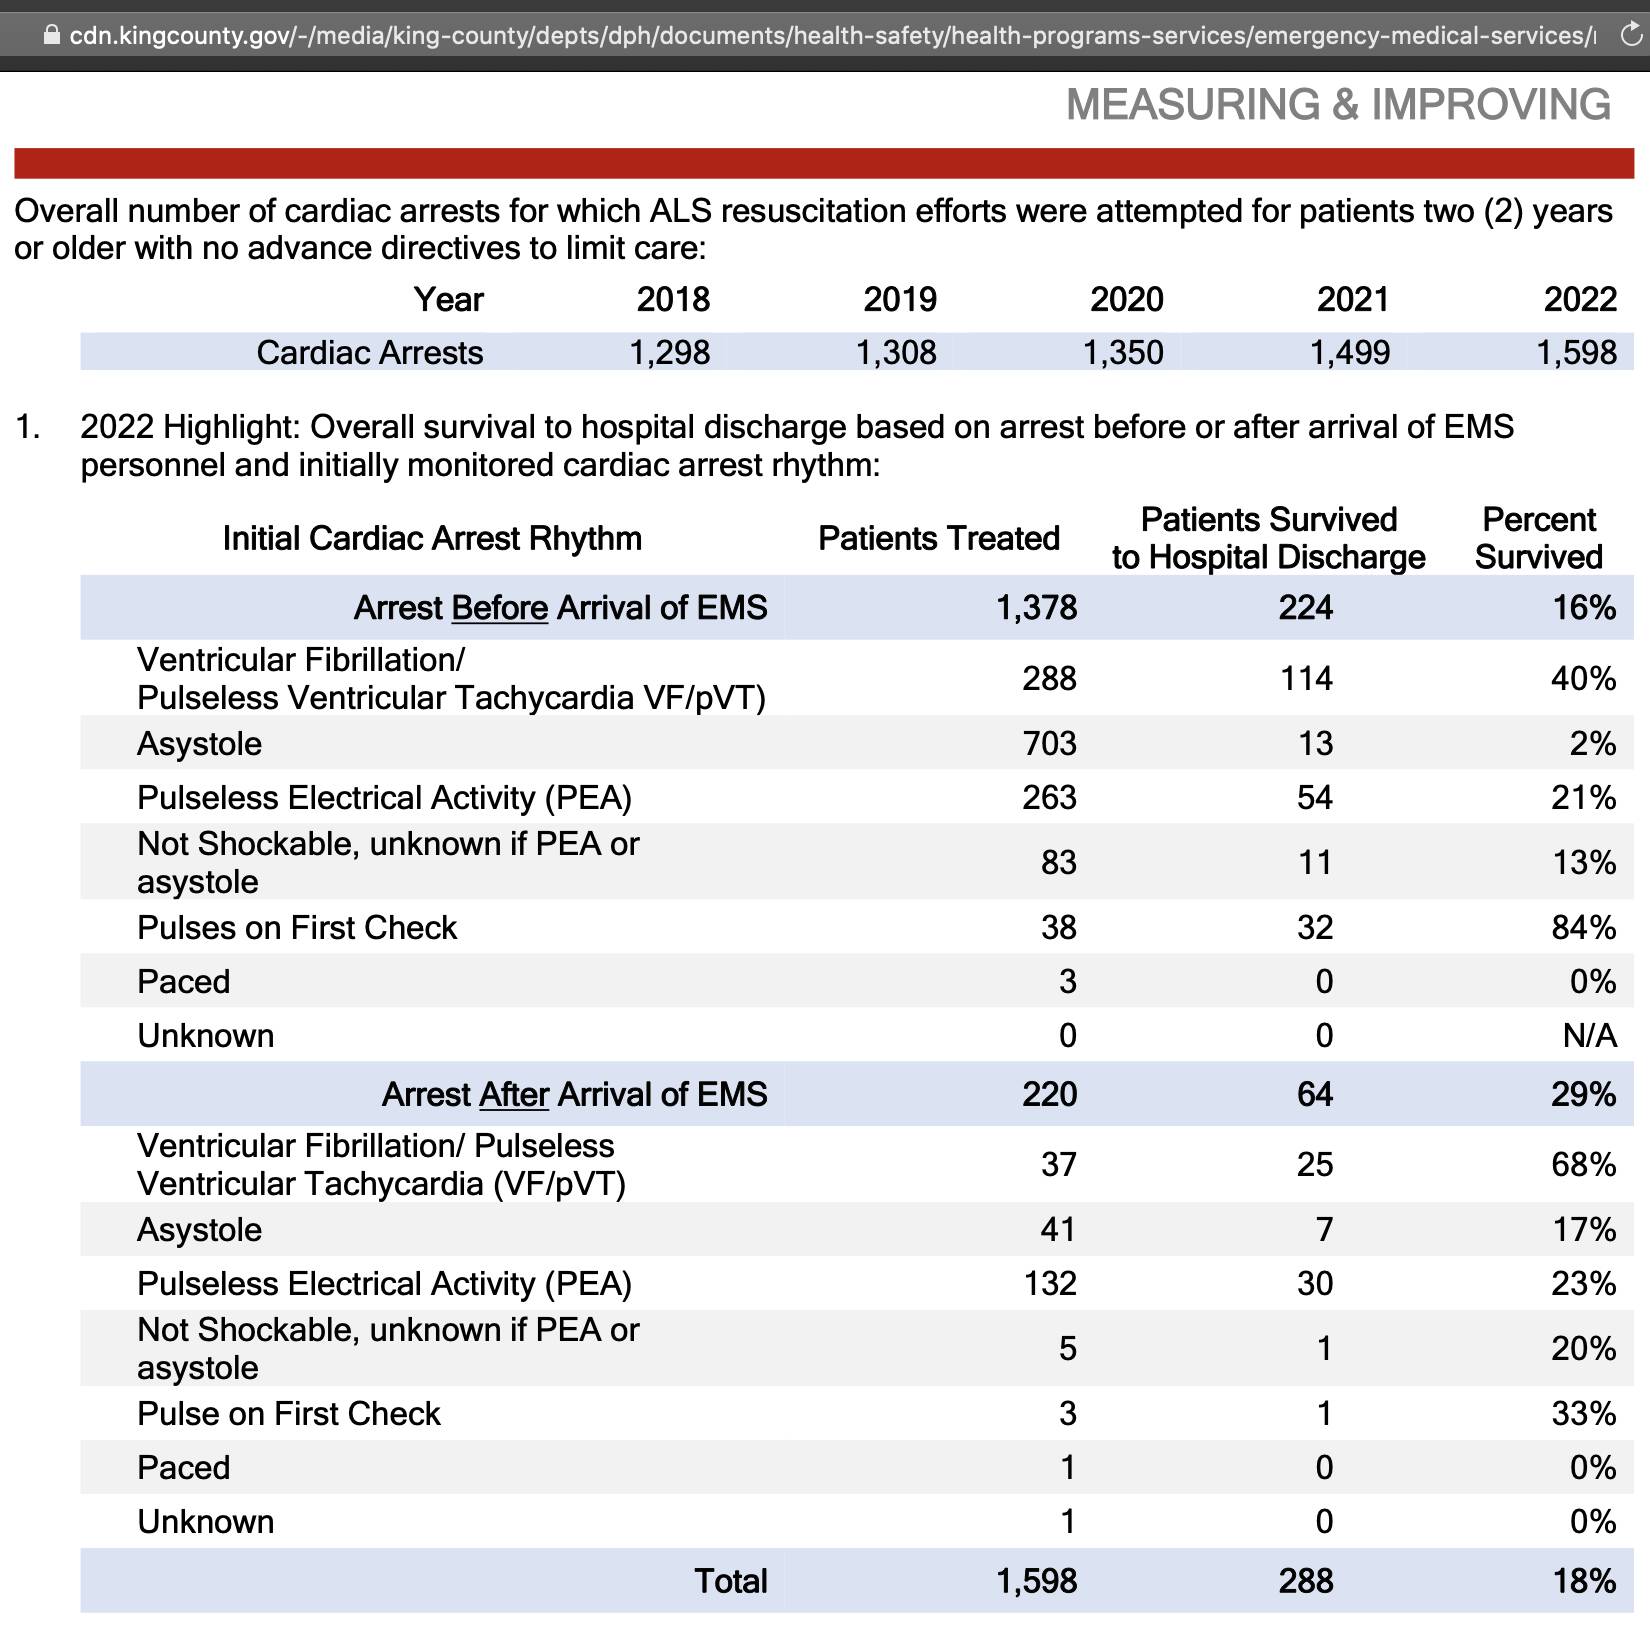 cdn.kingcounty.gov/-/media/king-county/depts/dph/documents/health-safety/health-programs-services/emergency-medical-services/
MEASURING & IMPROVING
Overall number of cardiac arrests for which ALS resuscitation efforts were attempted for patients two (2) years
or older with no advance directives to limit care:
Year 2018 2019 2020 2021 2022
Cardiac Arrests 1,298 1,308 1,350 1,499 1,598
1. 2022 Highlight: Overall survival to hospital discharge based on arrest before or after arrival of EMS
personnel and initially monitored cardiac arrest rhythm:
Initial Cardiac Arrest Rhythm Patients Treated Patients Survived
to Hospital Discharge Percent
Survived
Arrest Before Arrival of EMS 1,378 224 16%
Ventricular Fibrillation/
Pulseless Ventricular Tachycardia VF/pVT) 288 114 40%
Asystole 703 13 2%
Pulseless Electrical Activity (PEA) 263 54 21%
Not Shockable, unknown if PEA or
asystole 83 11 13%
Pulses on First Check 38 32 84%
Paced 3 0 0%
Unknown 0 0 N/A
Arrest After Arrival of EMS 220 64 29%
Ventricular Fibrillation/ Pulseless
Ventricular Tachycardia (VF/pVT) 37 25 68%
Asystole 41 7 17%
Pulseless Electrical Activity (PEA) 132 30 23%
Not Shockable, unknown if PEA or
asystole 5 1 20%
Pulse on First Check 3 1 33%
Paced 1 0 0%
Unknown 1 0 0%
Total 1,598 288 18%